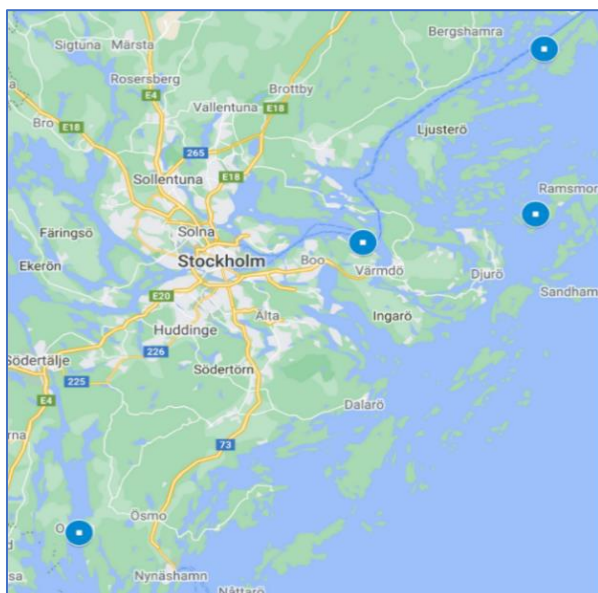 Bergshamra
Sigtuna
Märsta
Rosersberg
E4
Brottby
Vallentuna
E18
Bro
E18
Ljusterö
265
Sollentuna
E18
Ramsmor
Solna
Färingsö
Stockholm
Boo
Värmdö
Djurö
Ekerön
Sandham
E20
Älta
Ingarö
Huddinge
226
Södertälje
Södertörn
225
E4
Dalarö
73
Ösmo
Nynäshamn
Nåttarö